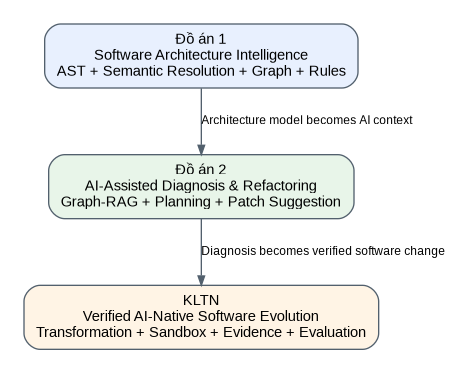 Đồ án 1
Software Architecture Intelligence
AST + Semantic Resolution + Graph + Rules
Architecture model becomes AI context
Đồ án 2
AI-Assisted Diagnosis & Refactoring
Graph-RAG + Planning + Patch Suggestion
Diagnosis becomes verified software change
KLTN
Verified AI-Native Software Evolution
Transformation + Sandbox + Evidence + Evaluation